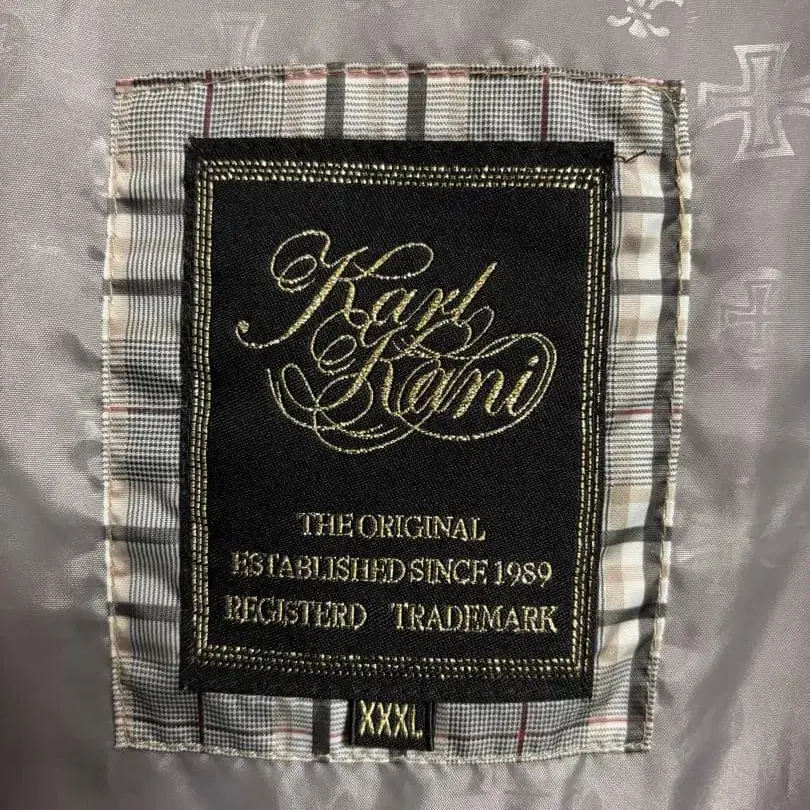 Karl
Kani
THE ORIGINAL
ESTABLISHED SINCE 1989
REGISTERD TRADEMARK
XXXL